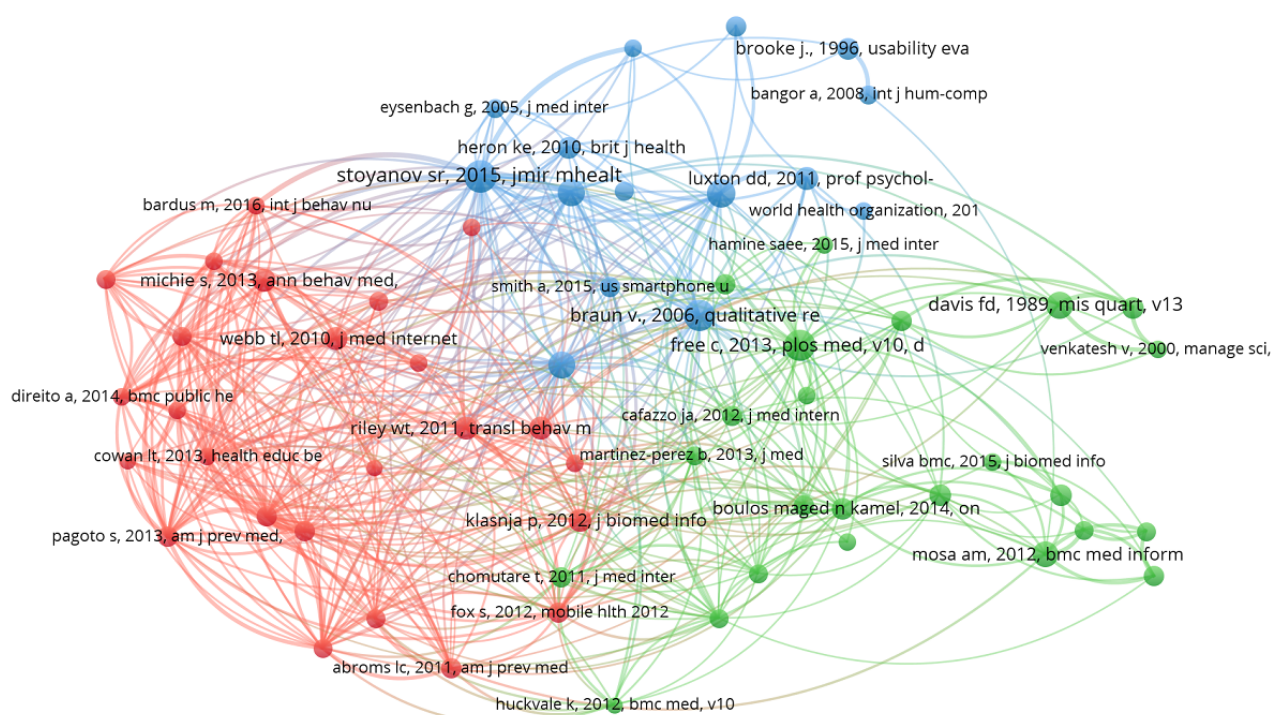 brooke j., 1996, usability eva
bangor a, 2008, int j hum-comp
eysenbach g, 2005, j med inter
heron ke, 2010, brit j health
stoyanov sr, 2015, jmir mhealt
luxton dd, 2011, prof psychol-
bardus m, 2016, int j behav nu
world health organization, 201
hamine saee, 2015, j med inter
michie s, 2013, ann behav med,
smith a, 2015, us smartphone u
davis fd, 1989, mis quart, v13
braun v., 2006, qualitative re
webb tl, 2010, j med internet
free c, 2013, plos med, v10, d
venkatesh v, 2000, manage sci,
direito a, 2014, bmc public he
cafazzo ja, 2012, j med intern
riley wt, 2011, transl behav m
cowan lt, 2013, health educ be
martinez-perez b, 2013, j med
silva bmc, 2015, j biomed info
boulos maged n kamel, 2014, on
klasnja p, 2012, j biomed info
pagoto s, 2013, am j prev med,
mosa am, 2012, bmc med inform
chomutare t, 2011, j med inter
fox s, 2012, mobile hlth 2012
abroms lc, 2011, am j prev med
huckvale k, 2012, bmc med, v10